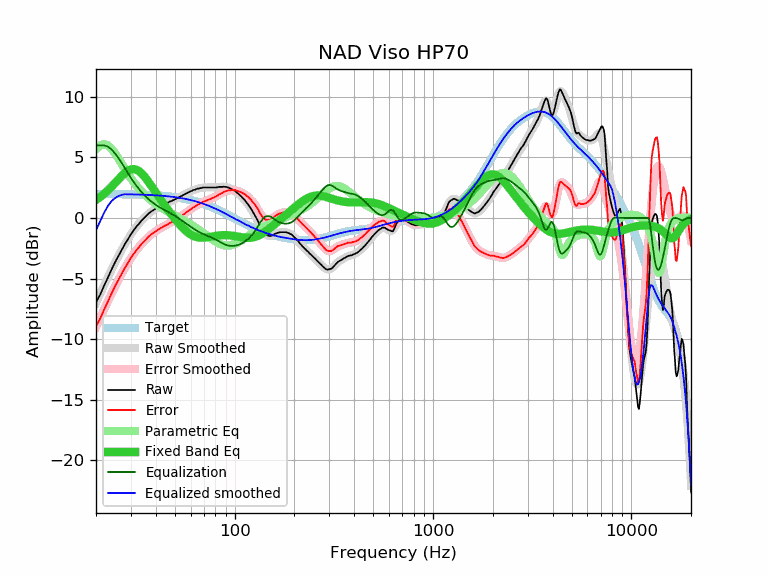 NAD Viso HP70
10
5
0
−5
−10
−15
−20
Amplitude (dBr)
Target
Raw Smoothed
Error Smoothed
Raw
Error
Parametric Eq
Fixed Band Eq
Equalization
Equalized smoothed
100
1000
10000
Frequency (Hz)